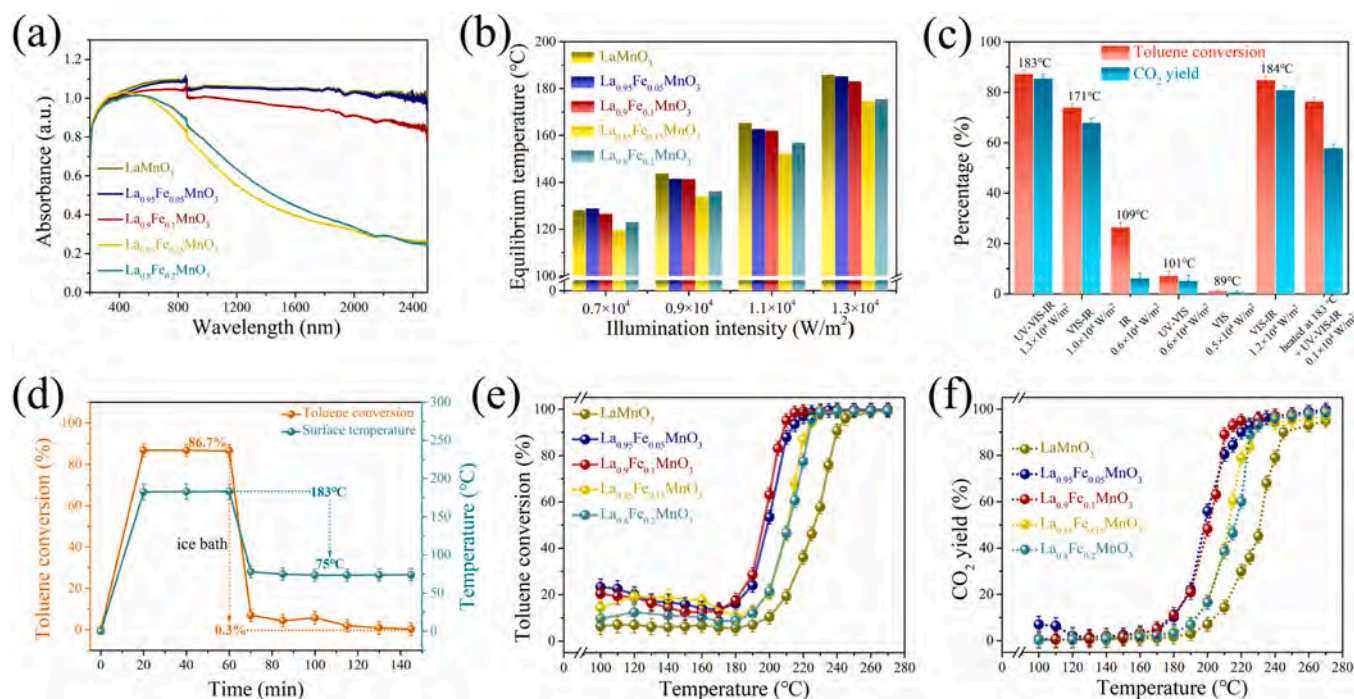 (a)
Absorbance (a.u.)
1.2
1.0
0.8
0.6
0.4
0.2
0.0
LaMnO3
La0.95Fe0.05MnO3
La0.9Fe0.1MnO3
La0.85Fe0.15MnO3
La0.8Fe0.2MnO3
400 800 1200 1600 2000 2400
Wavelength (nm)
(b)
Equilibrium temperature (°C)
200
180
160
140
120
100
0
LaMnO3
La0.95Fe0.05MnO3
La0.9Fe0.1MnO3
La0.85Fe0.15MnO3
La0.8Fe0.2MnO3
0.7×10⁴ 0.9×10⁴ 1.1×10⁴ 1.3×10⁴
Illumination intensity (W/m²)
(c)
Percentage (%)
100
80
60
40
20
0
Toluene conversion
CO2 yield
183°C
171°C
109°C
101°C
89°C
184°C
UV-VIS-IR
1.3×10⁴ W/m²
VIS-IR
1.0×10⁴ W/m²
IR
0.6×10⁴ W/m²
UV-VIS
0.6×10⁴ W/m²
VIS
0.5×10⁴ W/m²
VIS-IR
1.2×10⁴ W/m²
heated at 183 °C
+ UV-VIS-IR
0.1×10⁴ W/m²
(d)
Toluene conversion (%)
100
80
60
40
20
0
Toluene conversion
Surface temperature
86.7%
183°C
ice bath
75°C
0.3%
300
250
200
150
100
50
0
Temperature (°C)
0 20 40 60 80 100 120 140
Time (min)
(e)
Toluene conversion (%)
100
80
60
40
20
0
LaMnO3
La0.95Fe0.05MnO3
La0.9Fe0.1MnO3
La0.85Fe0.15MnO3
La0.8Fe0.2MnO3
80 100 120 140 160 180 200 220 240 260 280
Temperature (°C)
(f)
CO2 yield (%)
100
80
60
40
20
0
LaMnO3
La0.95Fe0.05MnO3
La0.9Fe0.1MnO3
La0.85Fe0.15MnO3
La0.8Fe0.2MnO3
80 100 120 140 160 180 200 220 240 260 280
Temperature (°C)